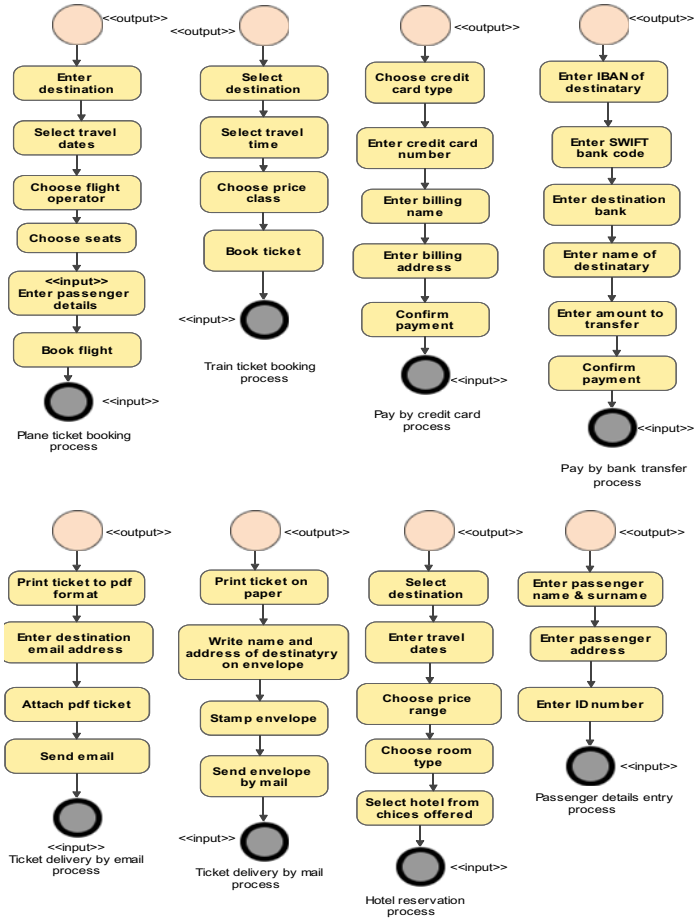 <<output>>
Enter
destination
Select travel
dates
Choose flight
operator
Choose seats
<<input>>
Enter passenger
details
Book flight
<<input>>
Plane ticket booking
process
<<output>>
Select
destination
Select travel
time
Choose price
class
Book ticket
<<input>>
Train ticket booking
process
<<output>>
Choose credit
card type
Enter credit card
number
Enter billing
name
Enter billing
address
Confirm
payment
<<input>>
Pay by credit card
process
<<output>>
Enter IBAN of
destinatary
Enter SWIFT
bank code
Enter destination
bank
Enter name of
destinatary
Enter amount to
transfer
Confirm
payment
<<input>>
Pay by bank transfer
process
<<output>>
Print ticket to pdf
format
Enter destination
email address
Attach pdf ticket
Send email
<<input>>
Ticket delivery by email
process
<<output>>
Print ticket on
paper
Write name and
address of destinatyry
on envelope
Stamp envelope
Send envelope
by mail
<<input>>
Ticket delivery by mail
process
<<output>>
Select
destination
Enter travel
dates
Choose price
range
Choose room
type
Select hotel from
chices offered
<<input>>
Hotel reservation
process
<<output>>
Enter passenger
name & surname
Enter passenger
address
Enter ID number
<<input>>
Passenger details entry
process